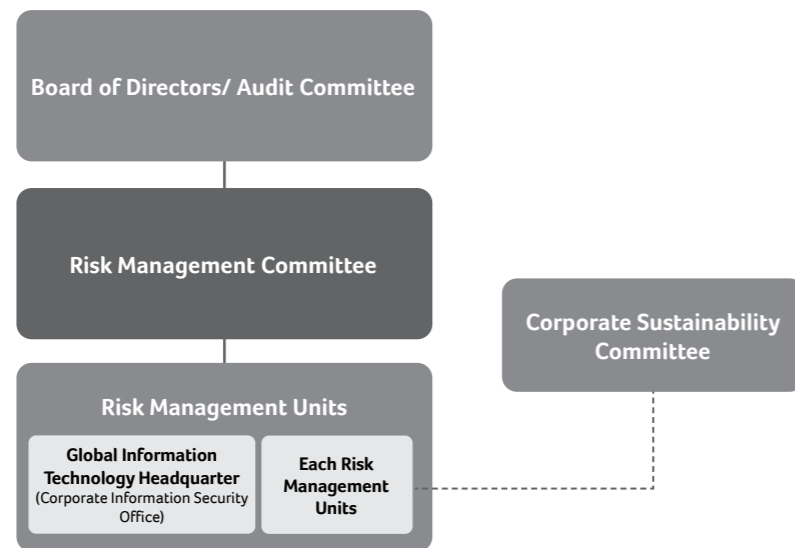 Board of Directors/ Audit Committee
Risk Management Committee
Corporate Sustainability
Committee
Risk Management Units
Global Information
Technology Headquarter
(Corporate Information Security
Office)
Each Risk
Management
Units